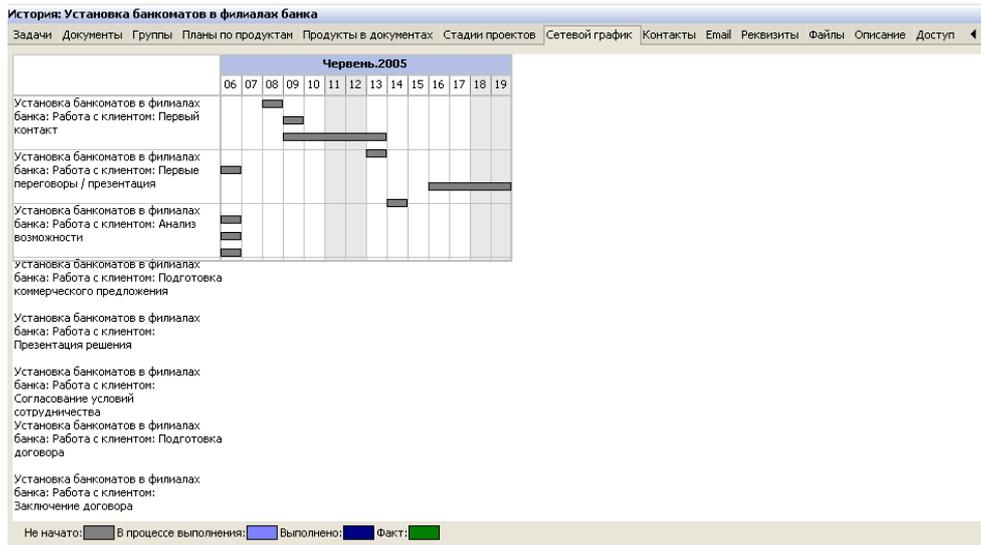 История: Установка банкоматов в филиалах банка
Задачи Документы Группы Планы по продуктам Продукты в документах Стадии проектов Сетевой график Контакты Email Реквизиты Файлы Описание Доступ
Червень.2005
06 07 08 09 10 11 12 13 14 15 16 17 18 19
Установка банкоматов в филиалах
банка: Работа с клиентом: Первый
контакт
Установка банкоматов в филиалах
банка: Работа с клиентом: Первые
переговоры / презентация
Установка банкоматов в филиалах
банка: Работа с клиентом: Анализ
возможности
Установка банкоматов в филиалах
банка: Работа с клиентом: Подготовка
коммерческого предложения
Установка банкоматов в филиалах
банка: Работа с клиентом:
Презентация решения
Установка банкоматов в филиалах
банка: Работа с клиентом:
Согласование условий
сотрудничества
Установка банкоматов в филиалах
банка: Работа с клиентом: Подготовка
договора
Установка банкоматов в филиалах
банка: Работа с клиентом:
Заключение договора
Не начато: В процессе выполнения: Выполнено: Факт: